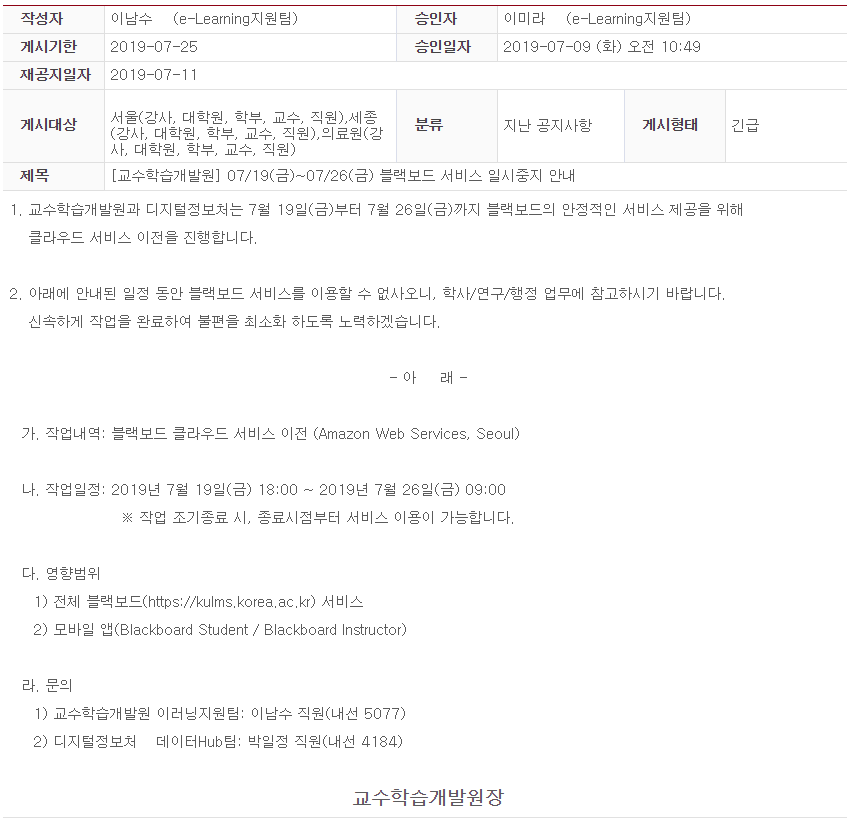 작성자 이남수 (e-Learning지원팀) 승인자 이미라 (e-Learning지원팀)
게시기한 2019-07-25 승인일자 2019-07-09 (화) 오전 10:49
재공지일자 2019-07-11
게시대상 서울(강사, 대학원, 학부, 교수, 직원),세종
(강사, 대학원, 학부, 교수, 직원),의료원(강
사, 대학원, 학부, 교수, 직원)
분류 지난 공지사항 게시형태 긴급
제목 [교수학습개발원] 07/19(금)~07/26(금) 블랙보드 서비스 일시중지 안내
1. 교수학습개발원과 디지털정보처는 7월 19일(금)부터 7월 26일(금)까지 블랙보드의 안정적인 서비스 제공을 위해
클라우드 서비스 이전을 진행합니다.
2. 아래에 안내된 일정 동안 블랙보드 서비스를 이용할 수 없사오니, 학사/연구/행정 업무에 참고하시기 바랍니다.
신속하게 작업을 완료하여 불편을 최소화 하도록 노력하겠습니다.
- 아 래 -
가. 작업내역: 블랙보드 클라우드 서비스 이전 (Amazon Web Services, Seoul)
나. 작업일정: 2019년 7월 19일(금) 18:00 ~ 2019년 7월 26일(금) 09:00
※ 작업 조기종료 시, 종료시점부터 서비스 이용이 가능합니다.
다. 영향범위
1) 전체 블랙보드(https://kulms.korea.ac.kr) 서비스
2) 모바일 앱(Blackboard Student / Blackboard Instructor)
라. 문의
1) 교수학습개발원 이러닝지원팀: 이남수 직원(내선 5077)
2) 디지털정보처 데이터Hub팀: 박일정 직원(내선 4184)
교수학습개발원장